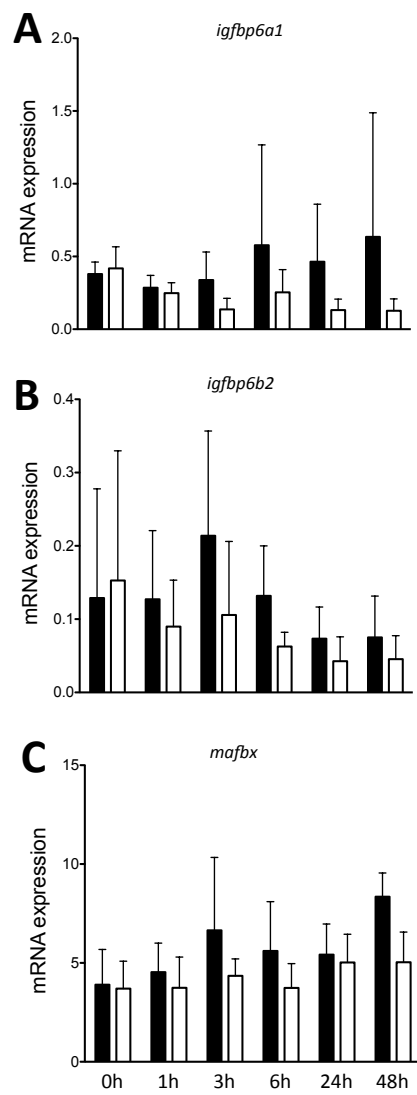 A
igfbp6a1
mRNA expression
2.0
1.5
1.0
0.5
0.0
B
igfbp6b2
mRNA expression
0.4
0.3
0.2
0.1
0.0
C
mafbx
mRNA expression
15
10
5
0
0h 1h 3h 6h 24h 48h